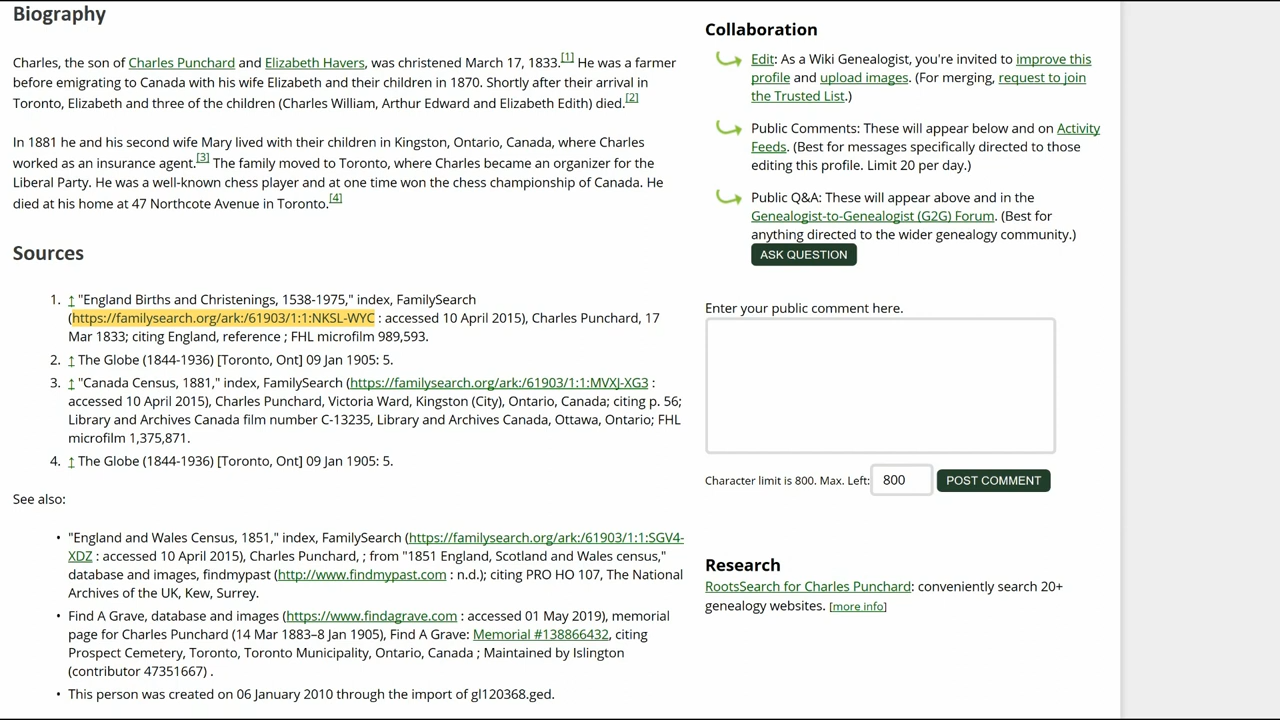 Biography
Charles, the son of Charles Punchard and Elizabeth Havers, was christened March 17, 1833.[1] He was a farmer
before emigrating to Canada with his wife Elizabeth and their children in 1870. Shortly after their arrival in
Toronto, Elizabeth and three of the children (Charles William, Arthur Edward and Elizabeth Edith) died.[2]
In 1881 he and his second wife Mary lived with their children in Kingston, Ontario, Canada, where Charles
worked as an insurance agent.[3] The family moved to Toronto, where Charles became an organizer for the
Liberal Party. He was a well-known chess player and at one time won the chess championship of Canada. He
died at his home at 47 Northcote Avenue in Toronto.[4]
Sources
1. ↑ "England Births and Christenings, 1538-1975," index, FamilySearch
(https://familysearch.org/ark:/61903/1:1:NKSL-WYC : accessed 10 April 2015), Charles Punchard, 17
Mar 1833; citing England, reference ; FHL microfilm 989,593.
2. ↑ The Globe (1844-1936) [Toronto, Ont] 09 Jan 1905: 5.
3. ↑ "Canada Census, 1881," index, FamilySearch (https://familysearch.org/ark:/61903/1:1:MVXJ-XG3 :
accessed 10 April 2015), Charles Punchard, Victoria Ward, Kingston (City), Ontario, Canada; citing p. 56;
Library and Archives Canada film number C-13235, Library and Archives Canada, Ottawa, Ontario; FHL
microfilm 1,375,871.
4. ↑ The Globe (1844-1936) [Toronto, Ont] 09 Jan 1905: 5.
See also:
• "England and Wales Census, 1851," index, FamilySearch (https://familysearch.org/ark:/61903/1:1:SGV4-
XDZ : accessed 10 April 2015), Charles Punchard, ; from "1851 England, Scotland and Wales census,"
database and images, findmypast (http://www.findmypast.com : n.d.); citing PRO HO 107, The National
Archives of the UK, Kew, Surrey.
• Find A Grave, database and images (https://www.findagrave.com : accessed 01 May 2019), memorial
page for Charles Punchard (14 Mar 1883–8 Jan 1905), Find A Grave: Memorial #138866432, citing
Prospect Cemetery, Toronto, Toronto Municipality, Ontario, Canada ; Maintained by Islington
(contributor 47351667) .
• This person was created on 06 January 2010 through the import of gl120368.ged.
Collaboration
Edit: As a Wiki Genealogist, you're invited to improve this
profile and upload images. (For merging, request to join
the Trusted List.)
Public Comments: These will appear below and on Activity
Feeds. (Best for messages specifically directed to those
editing this profile. Limit 20 per day.)
Public Q&A: These will appear above and in the
Genealogist-to-Genealogist (G2G) Forum. (Best for
anything directed to the wider genealogy community.)
ASK QUESTION
Enter your public comment here.
Character limit is 800. Max. Left: 800 POST COMMENT
Research
RootsSearch for Charles Punchard: conveniently search 20+
genealogy websites. [more info]